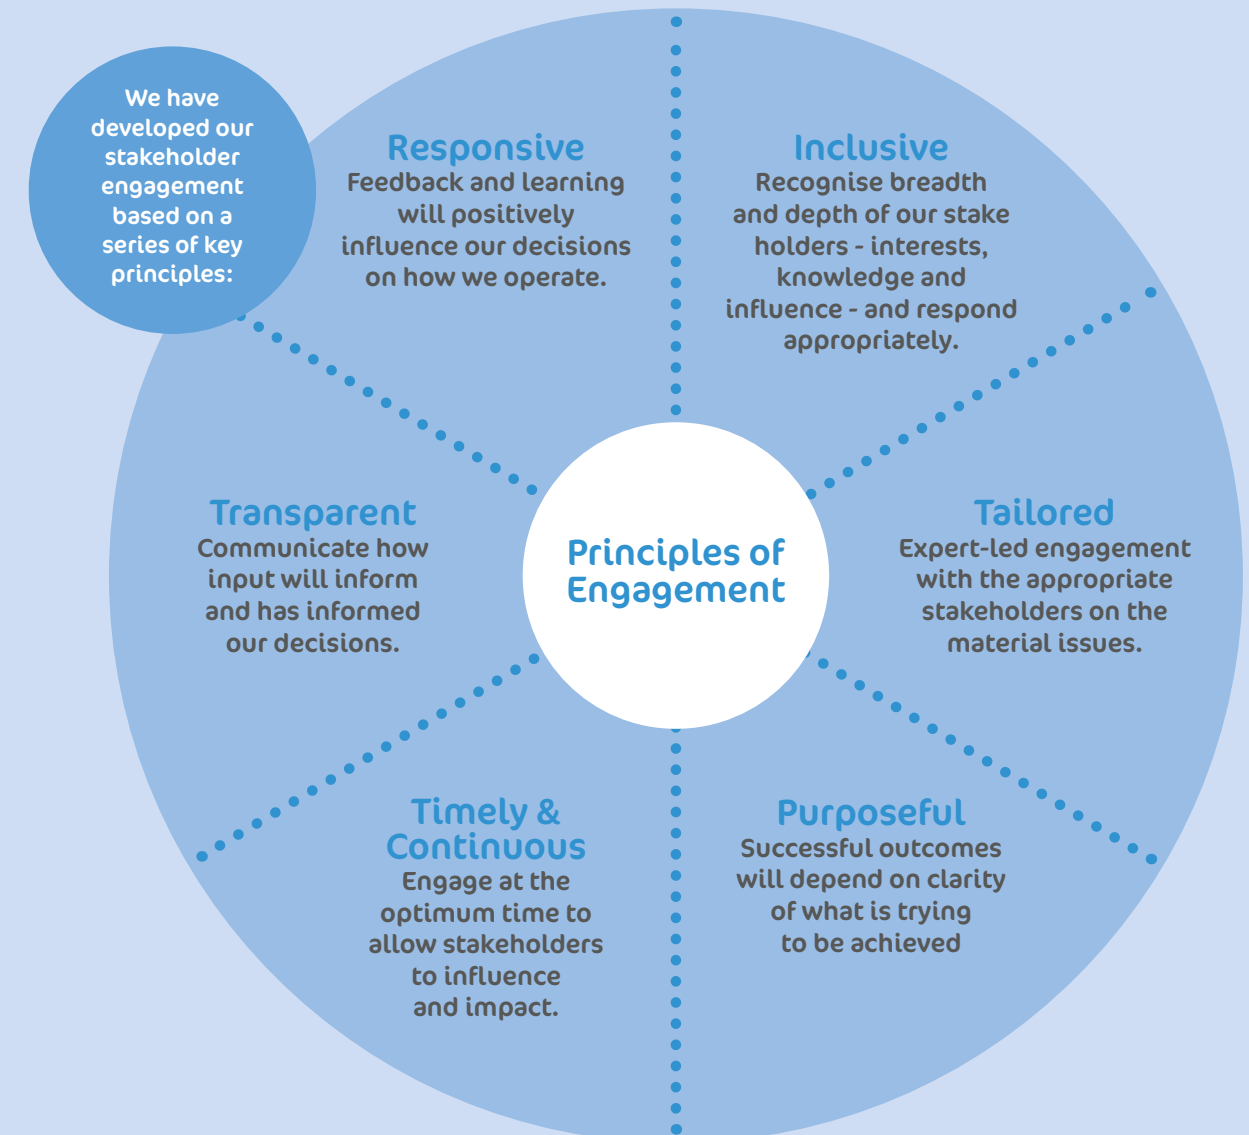 We have
developed our
stakeholder
engagement
based on a
series of key
principles:
Responsive
Feedback and learning
will positively
influence our decisions
on how we operate.
Inclusive
Recognise breadth
and depth of our stake
holders - interests,
knowledge and
influence - and respond
appropriately.
Transparent
Communicate how
input will inform
and has informed
our decisions.
Principles of
Engagement
Tailored
Expert-led engagement
with the appropriate
stakeholders on the
material issues.
Timely &
Continuous
Engage at the
optimum time to
allow stakeholders
to influence
and impact.
Purposeful
Successful outcomes
will depend on clarity
of what is trying
to be achieved